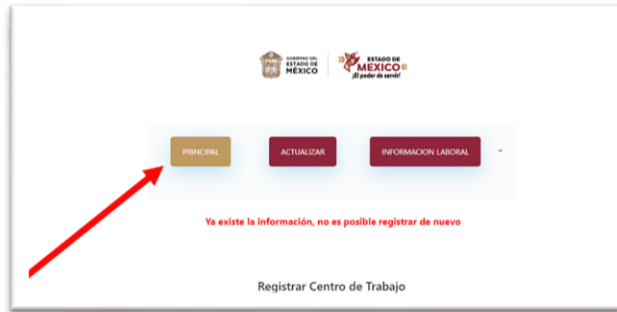 GOBIERNO DEL
ESTADO DE
MÉXICO
ESTADO DE
MÉXICO
¡El poder de servir!
PRINCIPAL
ACTUALIZAR
INFORMACION LABORAL
Ya existe la información, no es posible registrar de nuevo
Registrar Centro de Trabajo